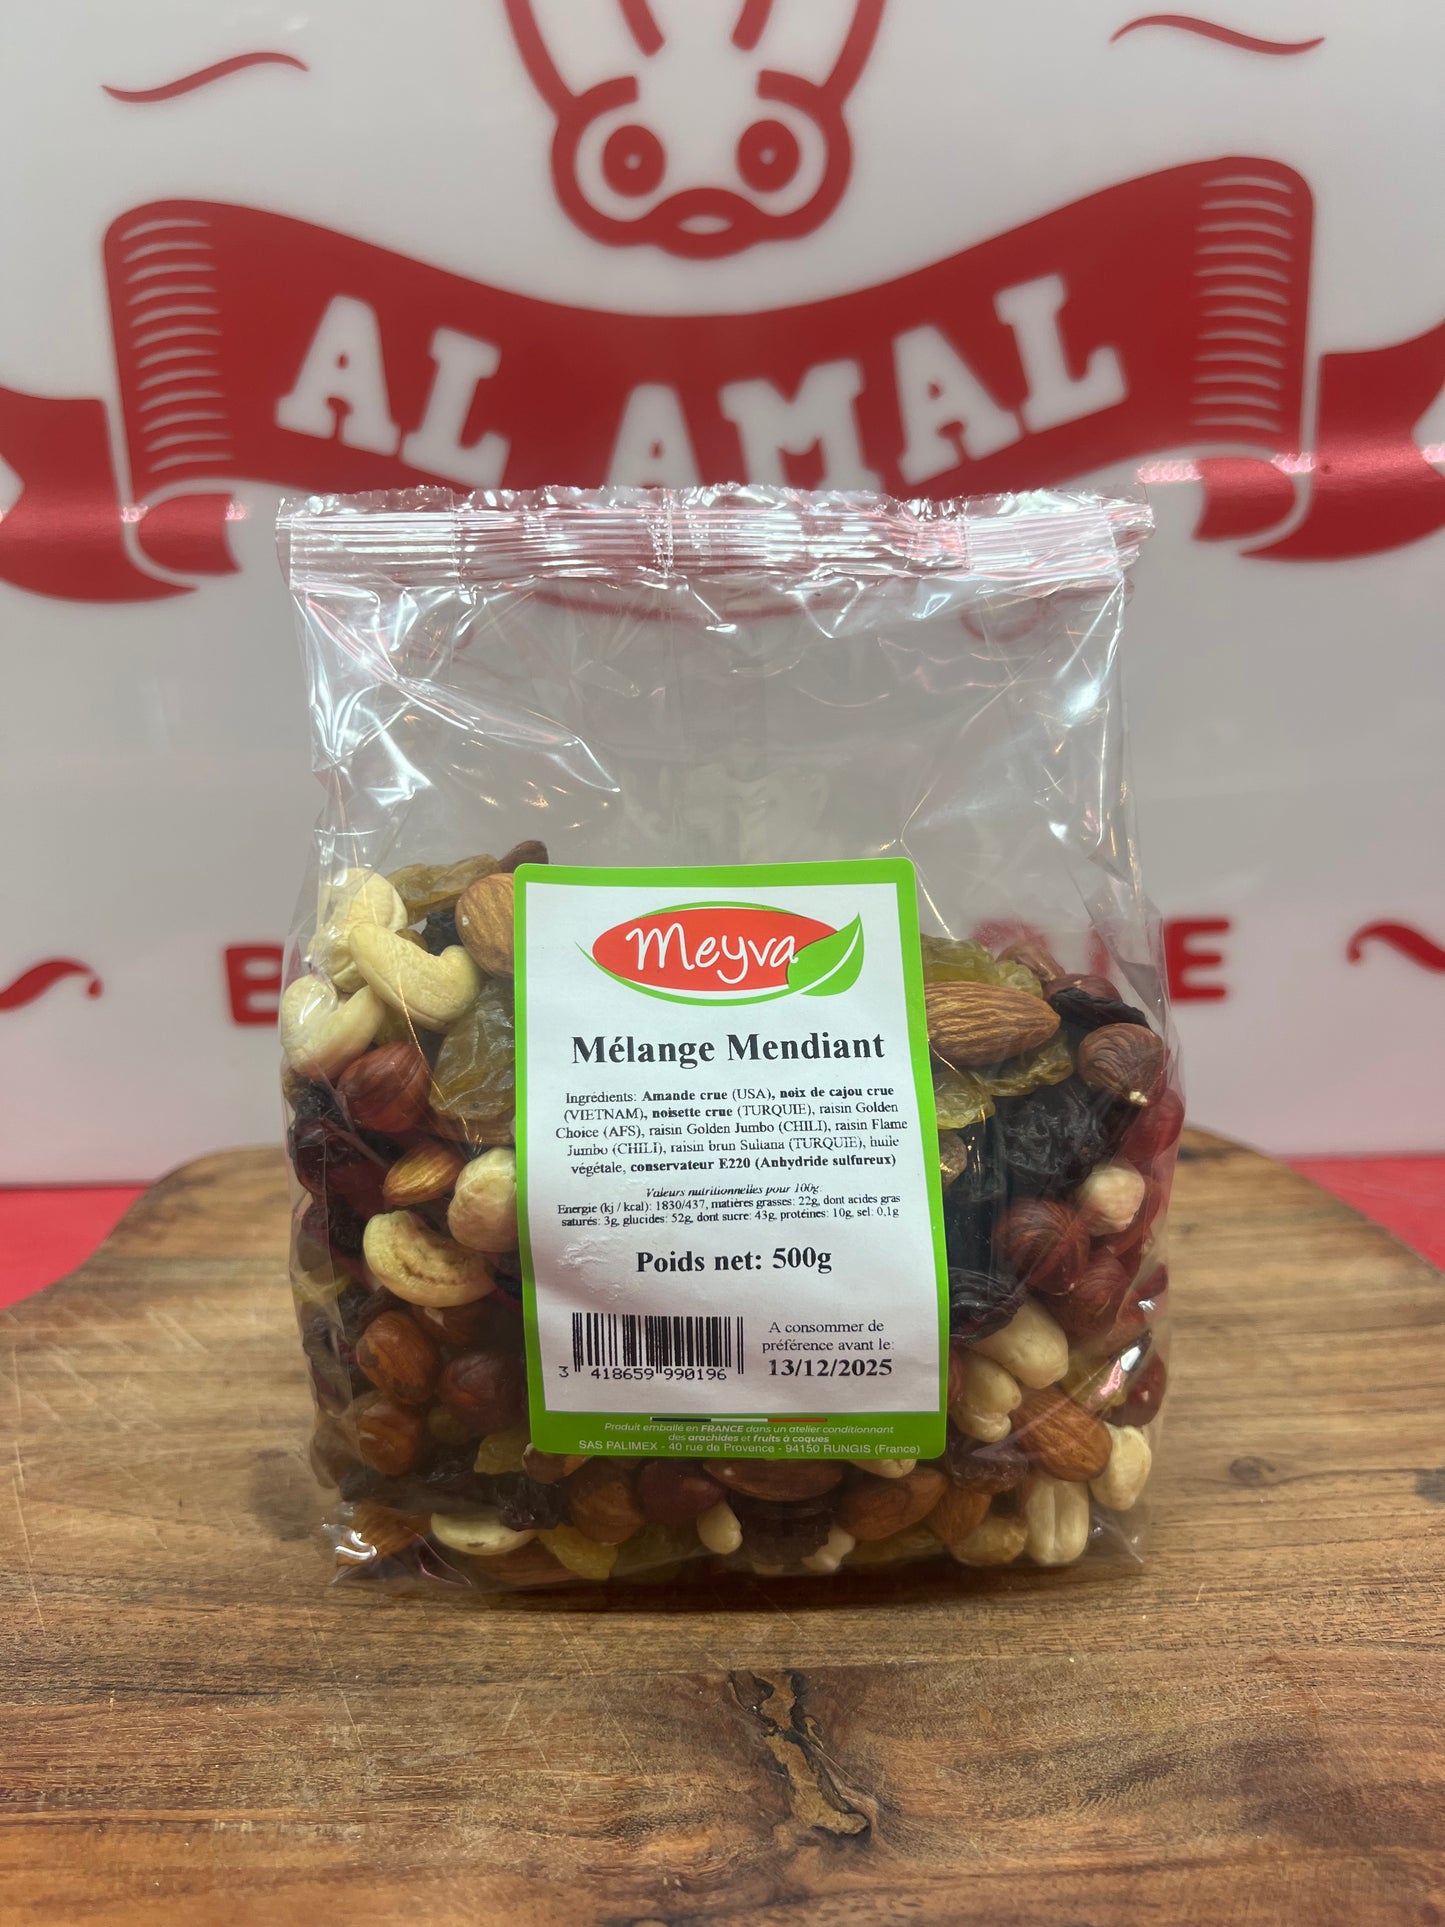 AL AMAL
Meyva
Mélange Mendiant
Ingrédients: Amande crue (USA), noix de cajou crue
(VIETNAM), noisette crue (TURQUIE), raisin Golden
Choice (AFS), raisin Golden Jumbo (CHILI), raisin Flame
Jumbo (CHILI), raisin brun Sultana (TURQUIE), huile
végétale, conservateur E220 (Anhydride sulfureux)
Valeurs nutritionnelles pour 100g.
Energie (kj / kcal): 1830/437, matières grasses: 22g, dont acides gras
saturés: 3g, glucides: 52g, dont sucre: 43g, protéines: 10g, sel: 0,1g
Poids net: 500g
A consommer de
préférence avant le:
13/12/2025
3 418659 990196
Produit emballé en FRANCE dans un atelier conditionnant
des arachides et fruits à coques
SAS PALIMEX - 40 rue de Provence - 94150 RUNGIS (France)